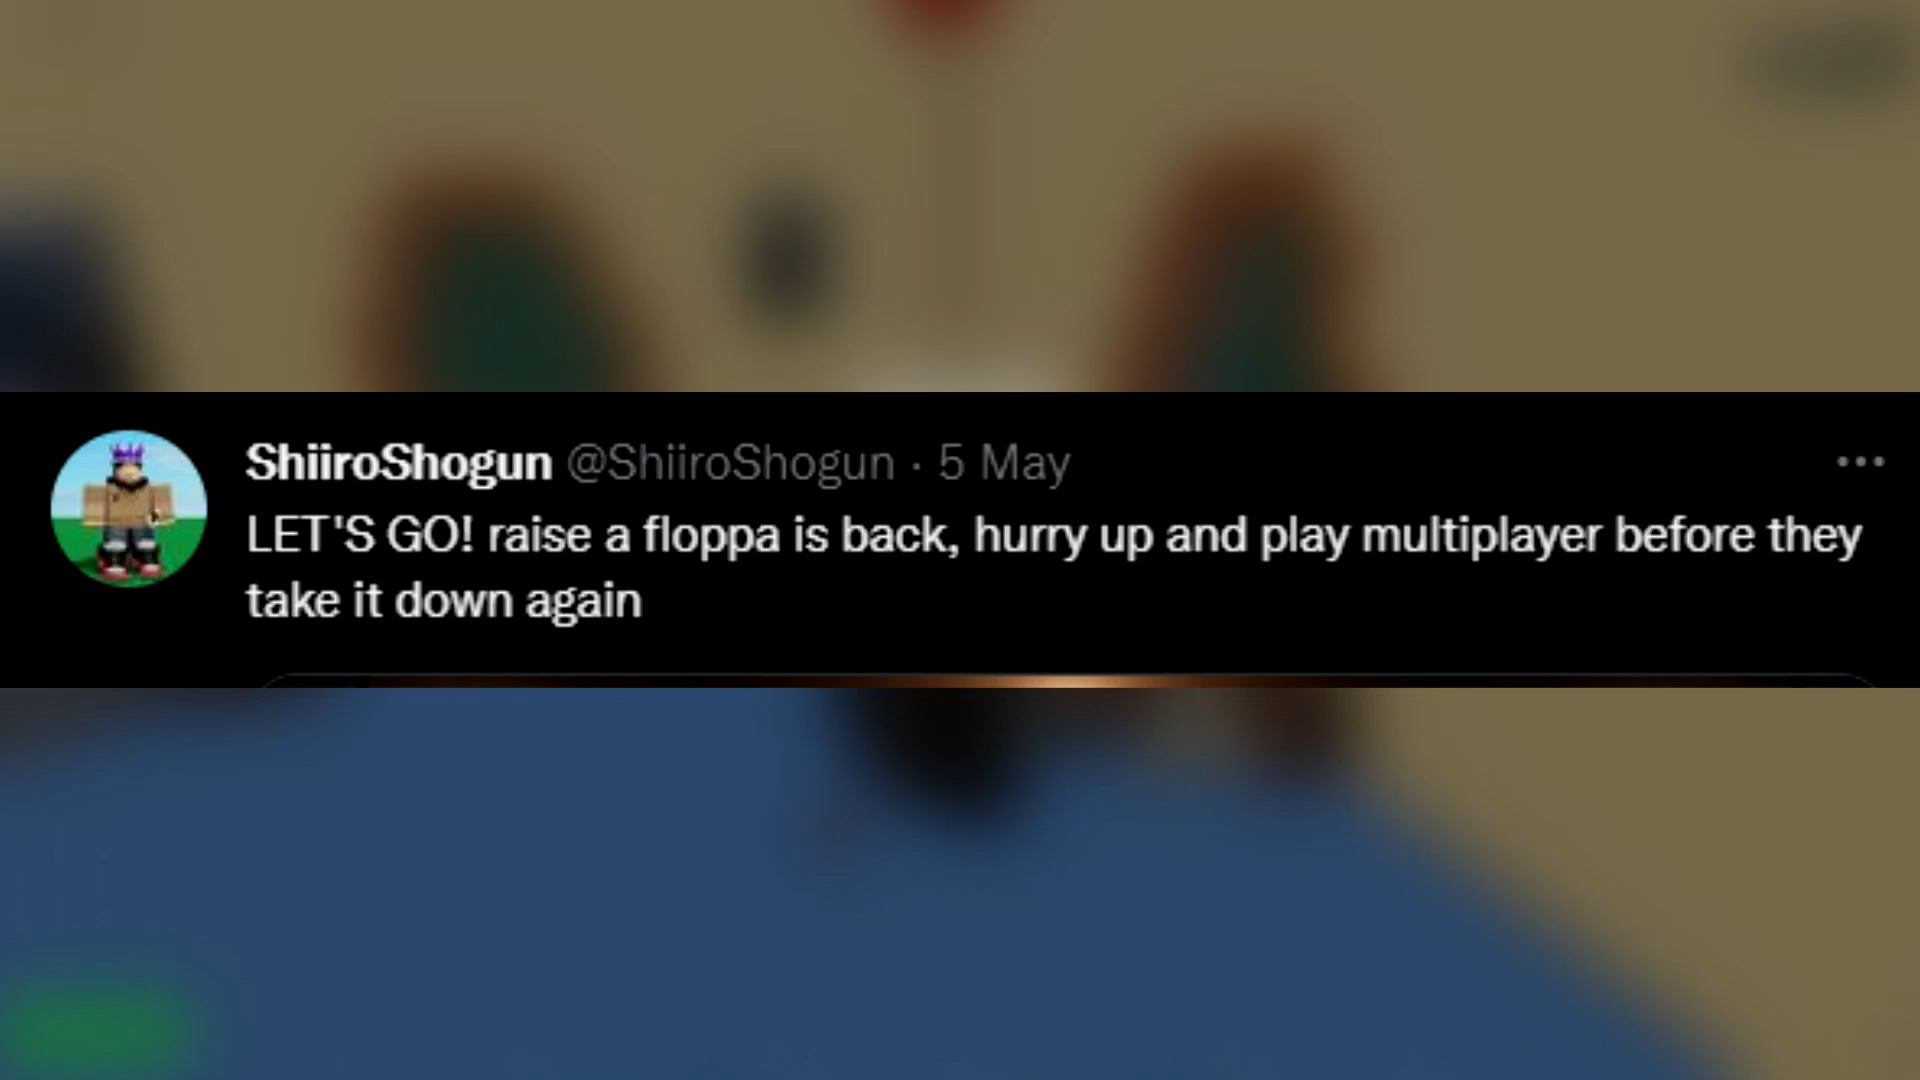 ShiiroShogun @ShiiroShogun · 5 May
LET'S GO! raise a floppa is back, hurry up and play multiplayer before they
take it down again